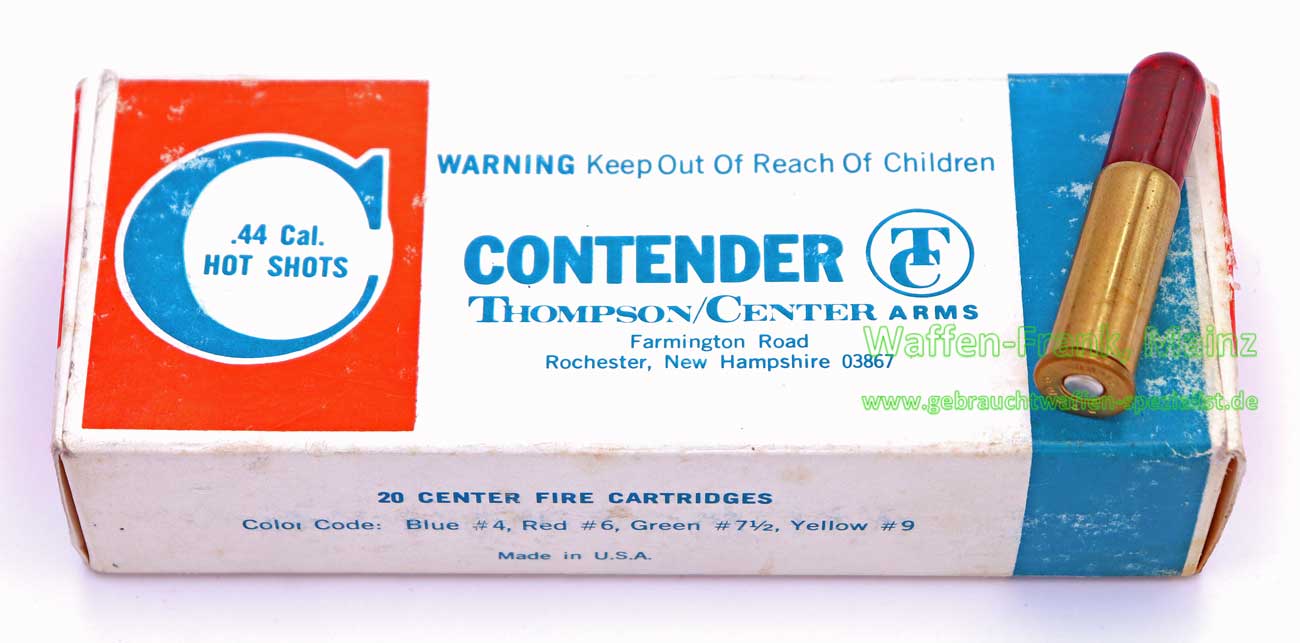 WARNING Keep Out Of Reach Of Children
.44 Cal.
HOT SHOTS
CONTENDER TC
THOMPSON/CENTER ARMS
Farmington Road
Rochester, New Hampshire 03867
Waffen-Frank, Mainz
www.gebrauchtwaffen-spezialist.de
20 CENTER FIRE CARTRIDGES
Color Code: Blue #4, Red #6, Green #7½, Yellow #9
Made in U.S.A.